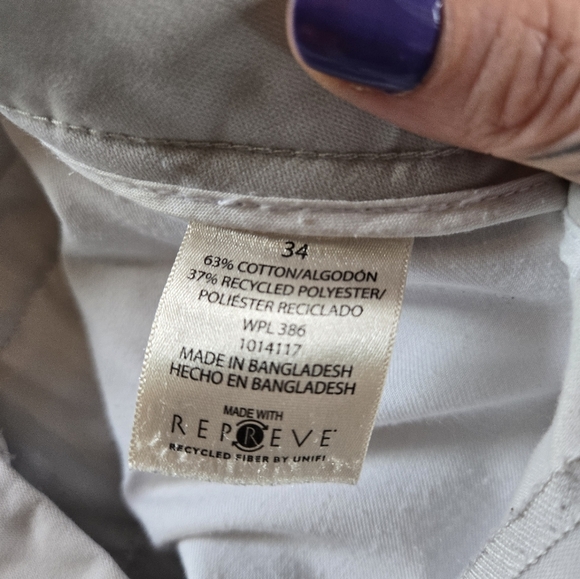 34
63% COTTON/ALGODÓN
37% RECYCLED POLYESTER/
POLIÉSTER RECICLADO
WPL 386
1014117
MADE IN BANGLADESH
HECHO EN BANGLADESH
MADE WITH
REPREVE
RECYCLED FIBER BY UNIFI